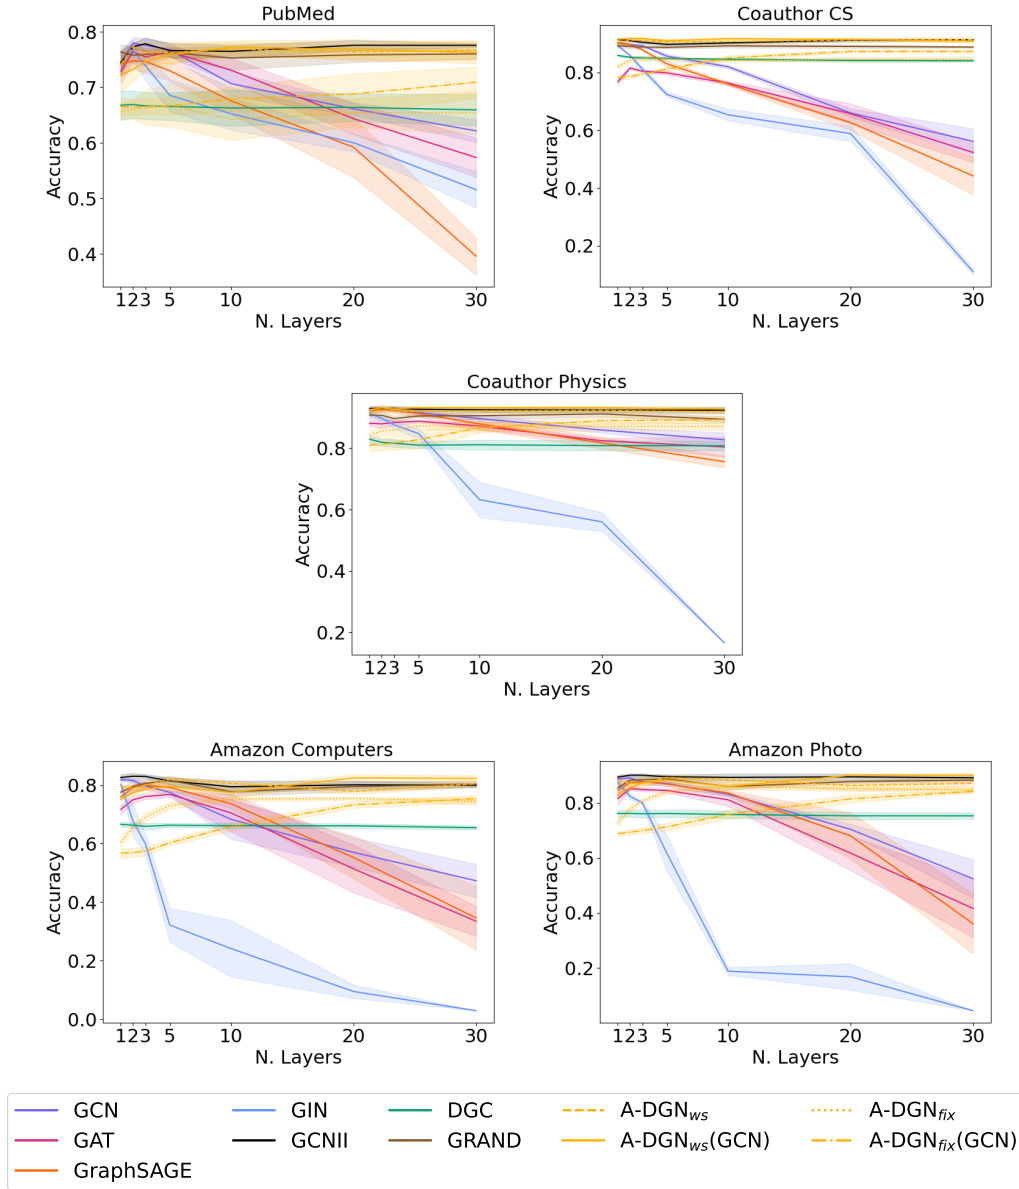 PubMed
0.8
0.7
0.6
0.5
0.4
Accuracy
1 2 3 5 10 20 30
N. Layers
Coauthor CS
0.8
0.6
0.4
0.2
Accuracy
1 2 3 5 10 20 30
N. Layers
Coauthor Physics
0.8
0.6
0.4
0.2
Accuracy
1 2 3 5 10 20 30
N. Layers
Amazon Computers
0.8
0.6
0.4
0.2
0.0
Accuracy
1 2 3 5 10 20 30
N. Layers
Amazon Photo
0.8
0.6
0.4
0.2
Accuracy
1 2 3 5 10 20 30
N. Layers
GCN GIN DGC A-DGN_ws A-DGN_fix
GAT GCNII GRAND A-DGN_ws(GCN) A-DGN_fix(GCN)
GraphSAGE